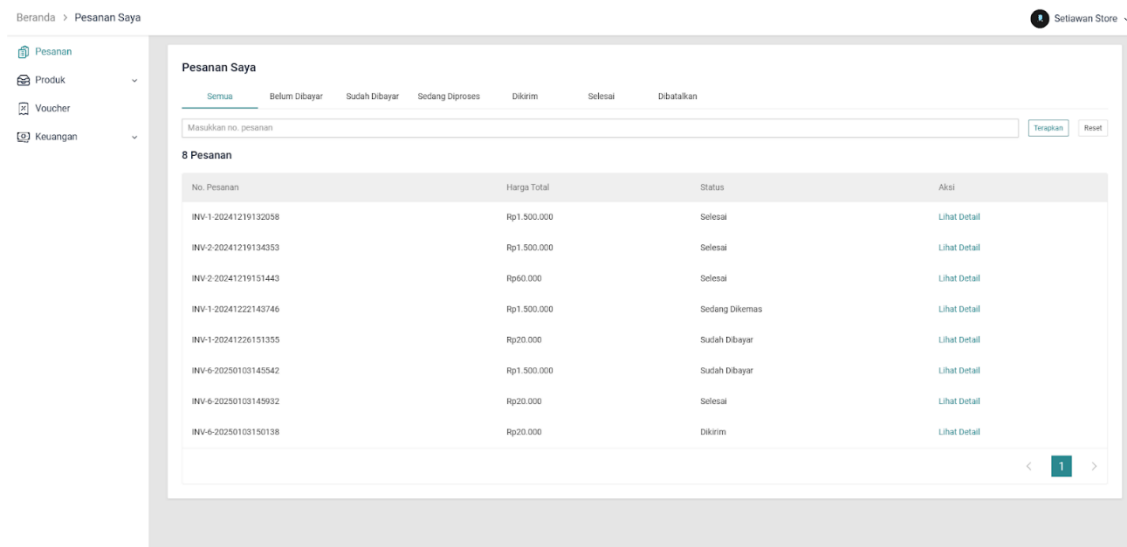 Beranda > Pesanan Saya
Setiawan Store
Pesanan
Produk
Voucher
Keuangan
Pesanan Saya
Semua Belum Dibayar Sudah Dibayar Sedang Diproses Dikirim Selesai Dibatalkan
Masukkan no. pesanan Terapkan Reset
8 Pesanan
No. Pesanan Harga Total Status Aksi
INV-1-20241219132058 Rp1.500.000 Selesai Lihat Detail
INV-2-20241219134353 Rp1.500.000 Selesai Lihat Detail
INV-2-20241219151443 Rp60.000 Selesai Lihat Detail
INV-1-20241222143746 Rp1.500.000 Sedang Dikemas Lihat Detail
INV-1-20241226151355 Rp20.000 Sudah Dibayar Lihat Detail
INV-6-20250103145542 Rp1.500.000 Sudah Dibayar Lihat Detail
INV-6-20250103145932 Rp20.000 Selesai Lihat Detail
INV-6-20250103150138 Rp20.000 Dikirim Lihat Detail
< 1 >